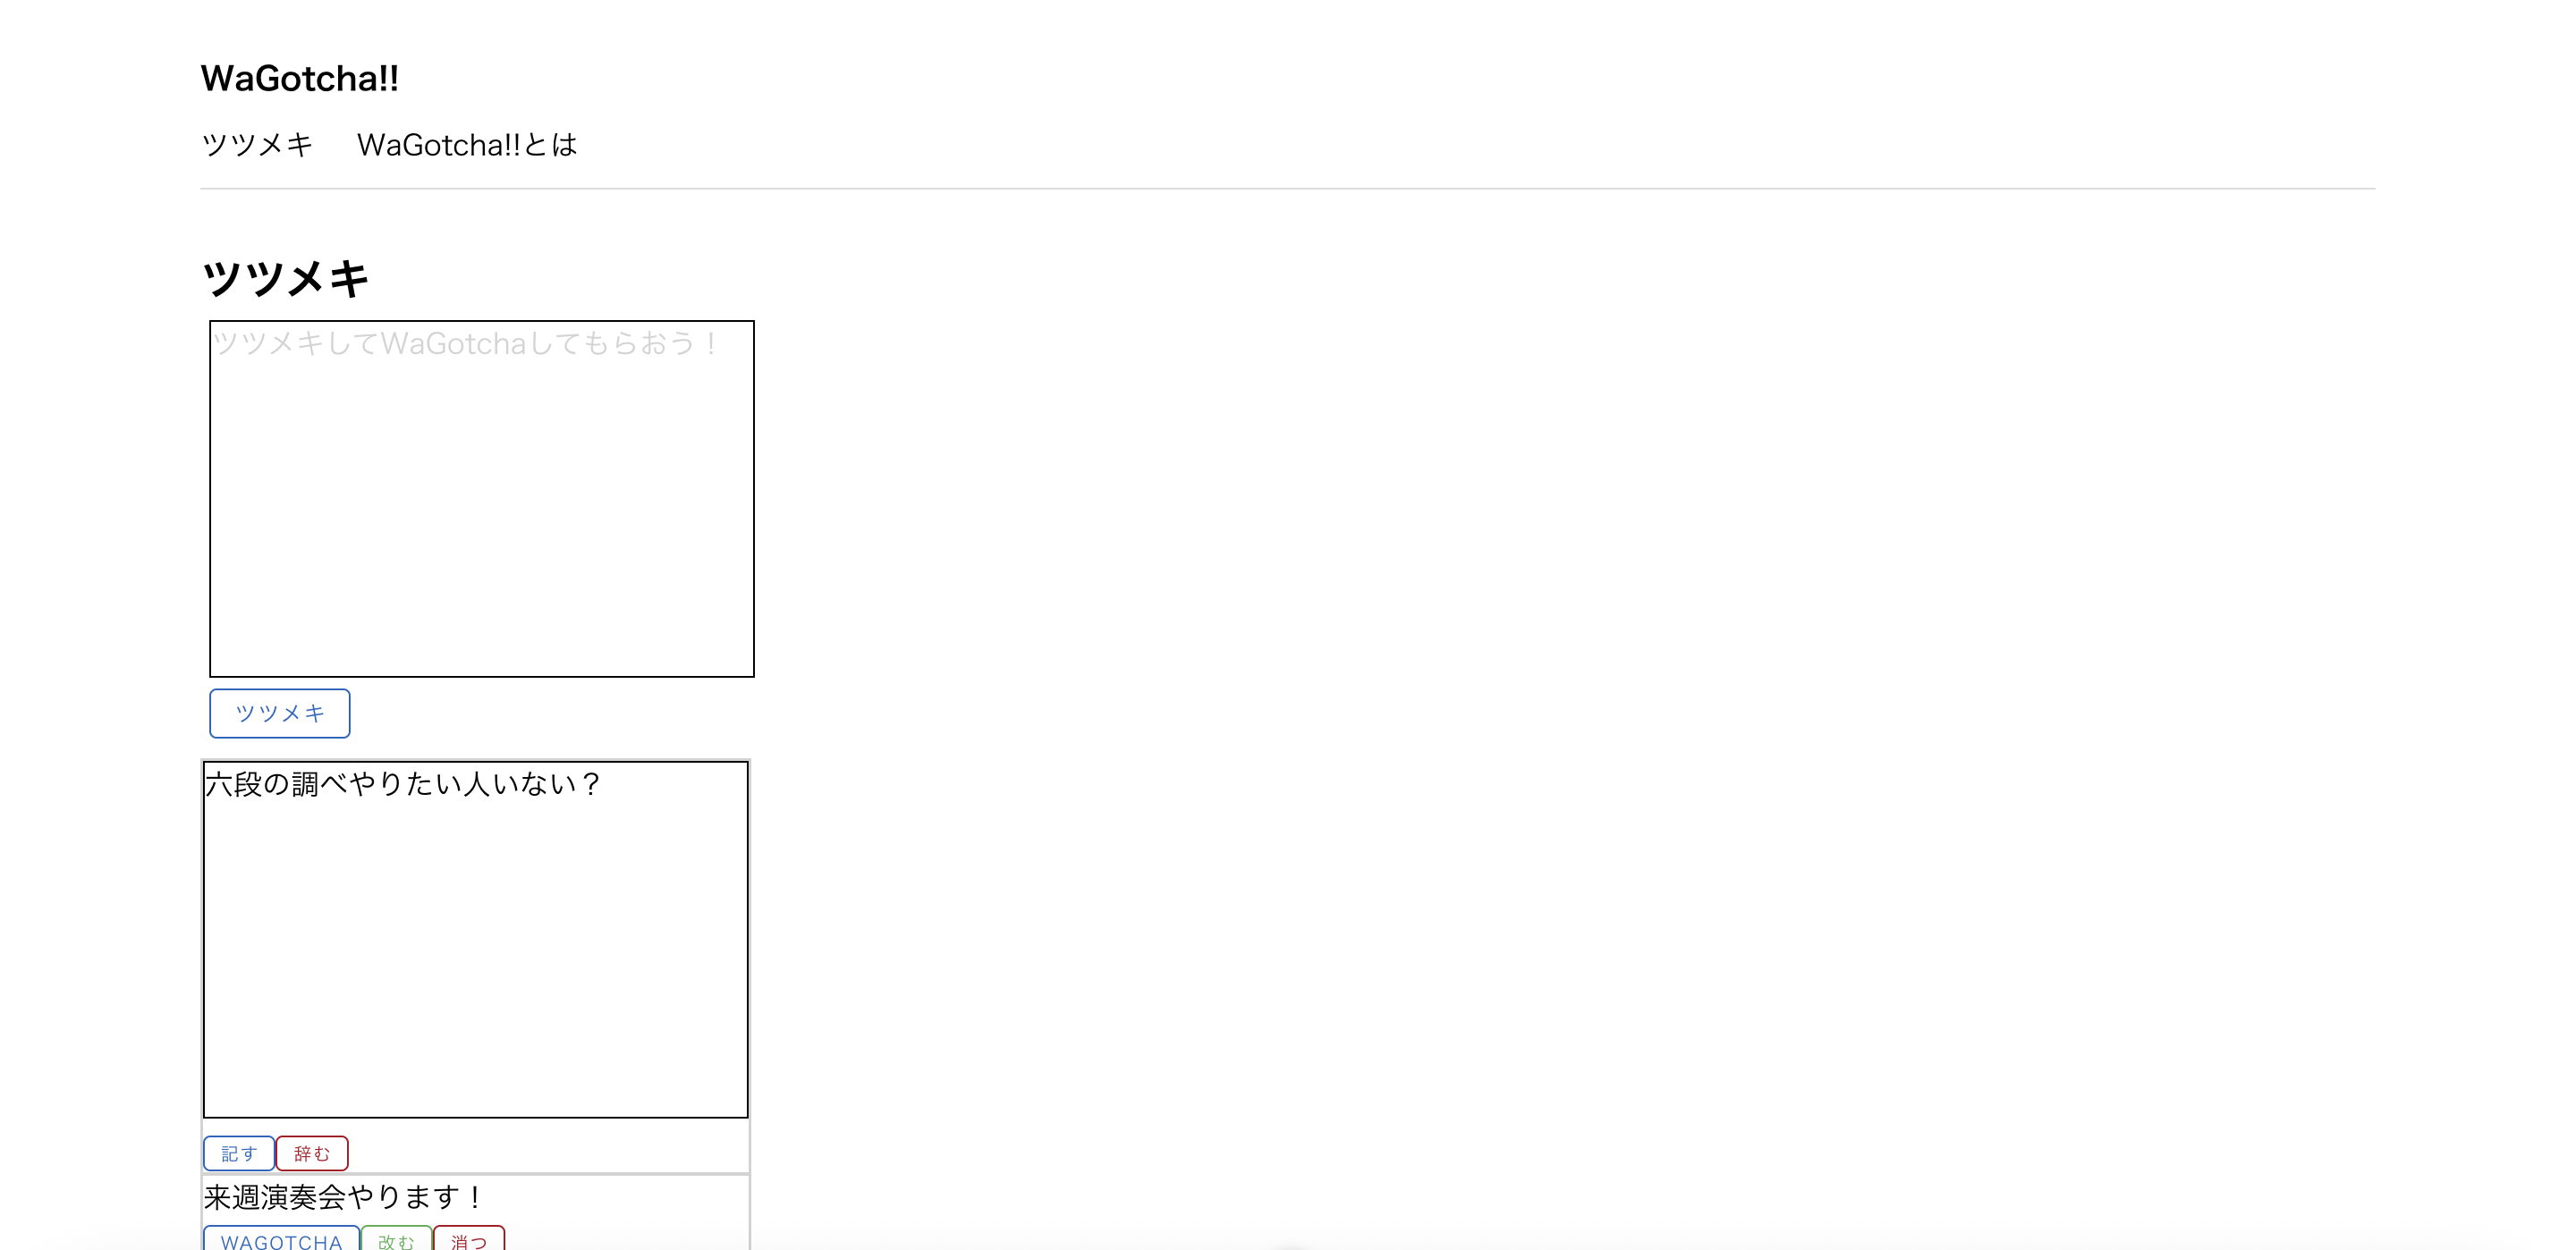 WaGotcha!!
ツツメキ WaGotcha!!とは
ツツメキ
ツツメキしてWaGotchaしてもらおう！
ツツメキ
六段の調べやりたい人いない？
記す 辞む
来週演奏会やります！
WAGOTCHA 改む 消つ